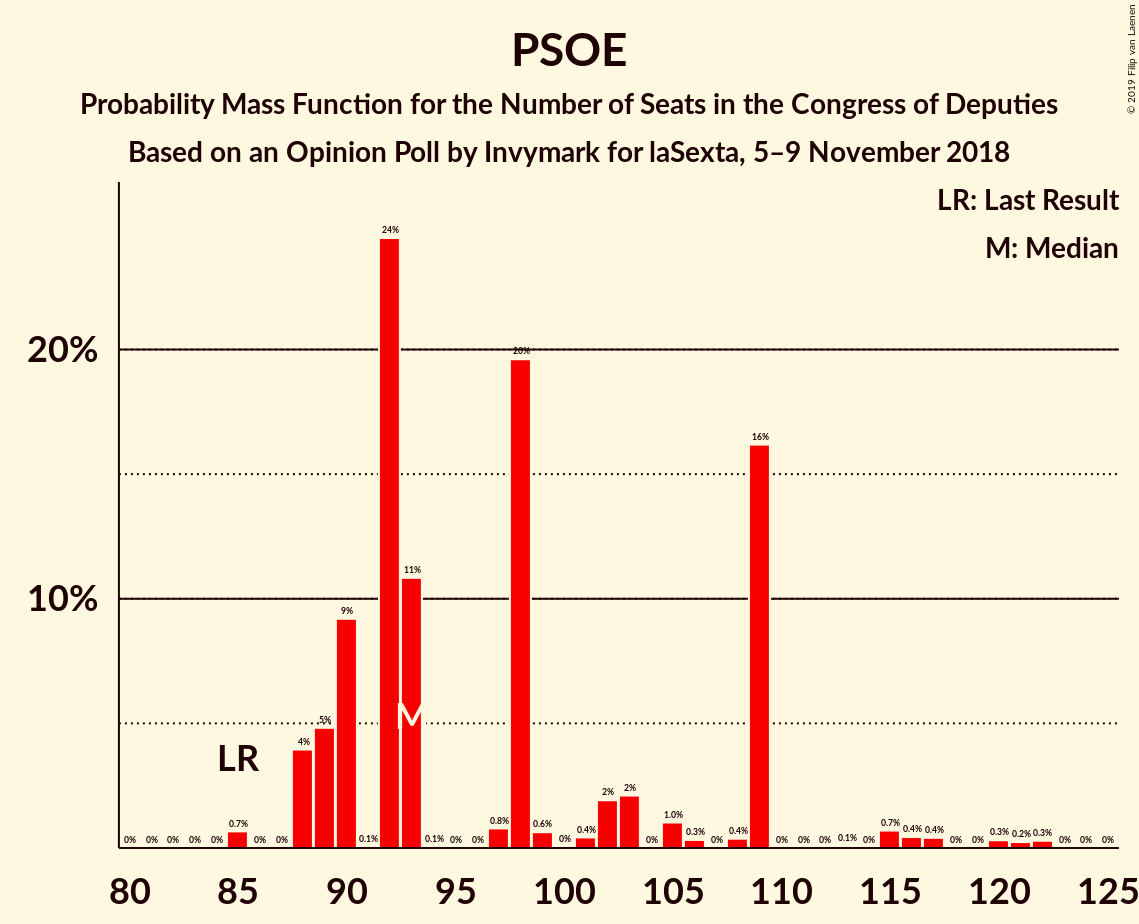 PSOE
Probability Mass Function for the Number of Seats in the Congress of Deputies
Based on an Opinion Poll by Invymark for laSexta, 5–9 November 2018
© 2019 Filip van Laenen
LR: Last Result
M: Median
20%
10%
0% 0% 0% 0% 0% 0.7% 0% 0% 4% 5% 9% 0.1% 24% 11% 0.1% 0% 0% 0.8% 20% 0.6% 0% 0.4% 2% 2% 0% 1.0% 0.3% 0% 0.4% 16% 0% 0% 0% 0.1% 0% 0.7% 0.4% 0.4% 0% 0% 0.3% 0.2% 0.3% 0% 0% 0%
LR
M
80 85 90 95 100 105 110 115 120 125